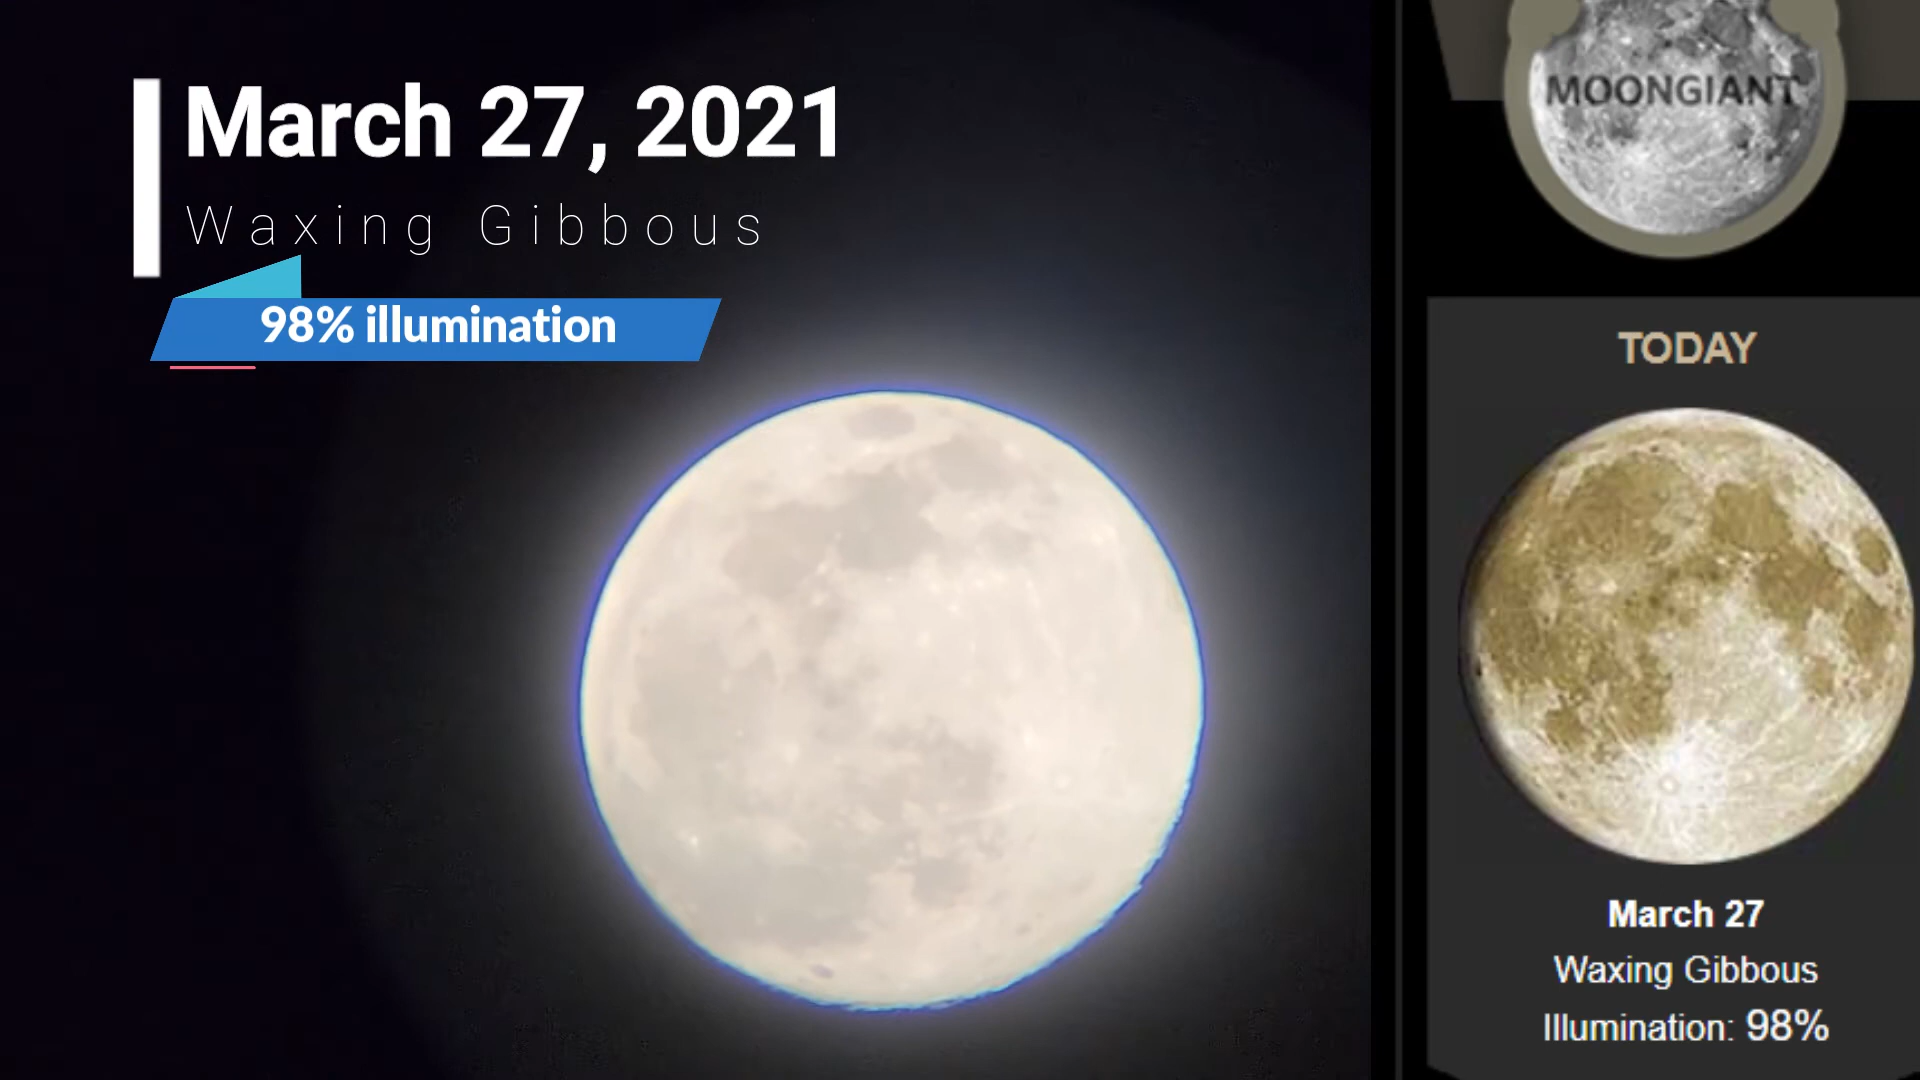 March 27, 2021
Waxing Gibbous
98% illumination
MOONGIANT
TODAY
March 27
Waxing Gibbous
Illumination: 98%